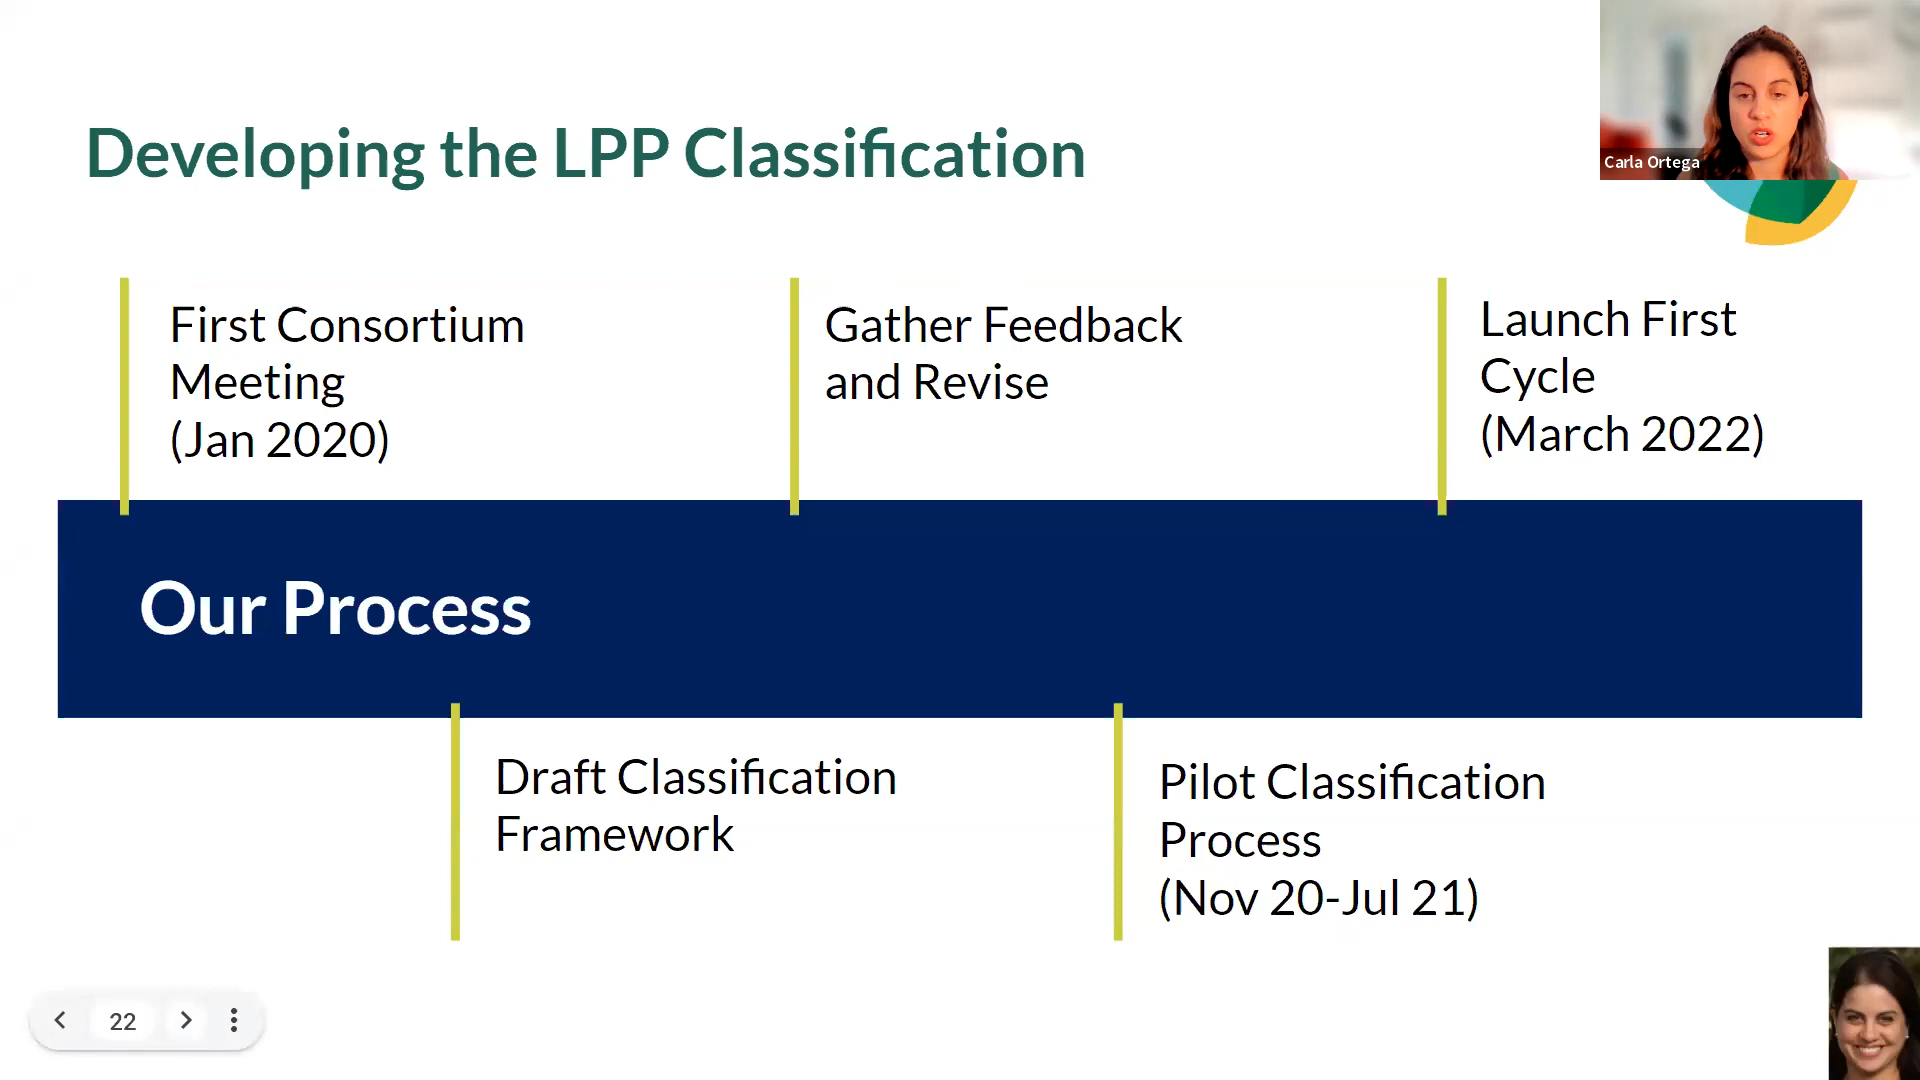 Developing the LPP Classification
Carla Ortega
First Consortium
Meeting
(Jan 2020)
Gather Feedback
and Revise
Launch First
Cycle
(March 2022)
Our Process
Draft Classification
Framework
Pilot Classification
Process
(Nov 20-Jul 21)
22